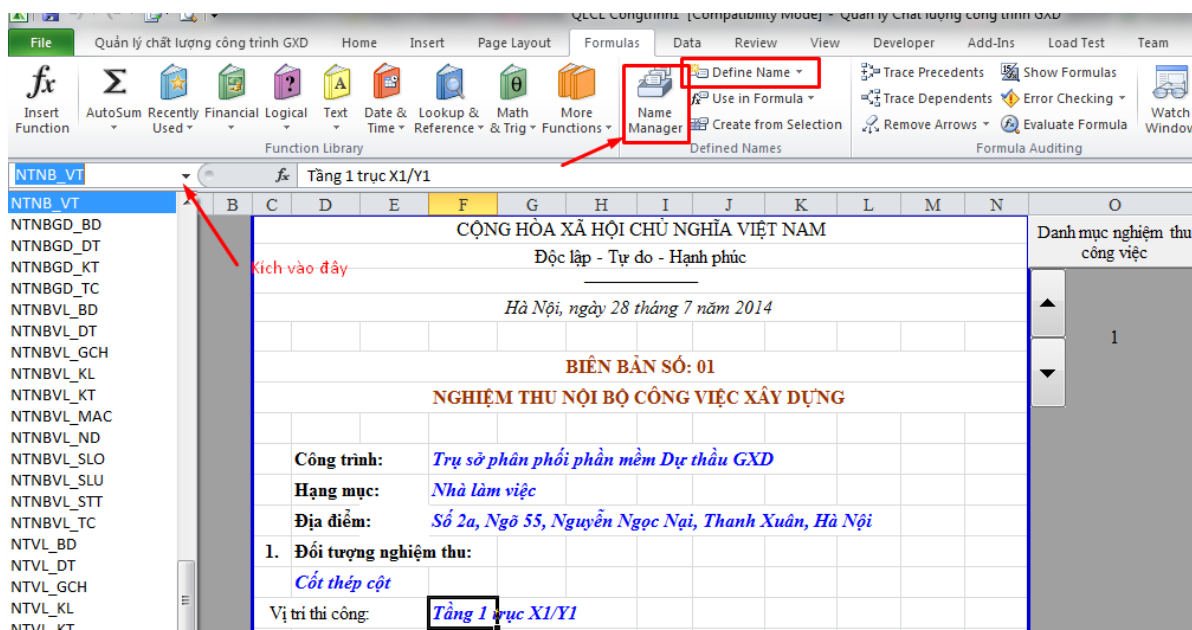 QLCL Congtrinh1 [Compatibility Mode] - Quan ly Chat luong cong trinh GXD
File Quản lý chất lượng công trình GXD Home Insert Page Layout Formulas Data Review View Developer Add-Ins Load Test Team
fx Insert Function
Σ AutoSum
Recently Used
Financial
Logical
Text
Date & Time
Lookup & Reference
Math & Trig
More Functions
Function Library
Name Manager
Define Name
Use in Formula
Create from Selection
Defined Names
Trace Precedents
Trace Dependents
Remove Arrows
Show Formulas
Error Checking
Evaluate Formula
Watch Window
Formula Auditing
NTNB_VT fx Tầng 1 trục X1/Y1
NTNB_VT
NTNBGD_BD
NTNBGD_DT
NTNBGD_KT
NTNBGD_TC
NTNBVL_BD
NTNBVL_DT
NTNBVL_GCH
NTNBVL_KL
NTNBVL_KT
NTNBVL_MAC
NTNBVL_ND
NTNBVL_SLO
NTNBVL_SLU
NTNBVL_STT
NTNBVL_TC
NTVL_BD
NTVL_DT
NTVL_GCH
NTVL_KL
NTVL_KT
Kích vào đây
B C D E F G H I J K L M N O
CỘNG HÒA XÃ HỘI CHỦ NGHĨA VIỆT NAM
Độc lập - Tự do - Hạnh phúc
Hà Nội, ngày 28 tháng 7 năm 2014
BIÊN BẢN SỐ: 01
NGHIỆM THU NỘI BỘ CÔNG VIỆC XÂY DỰNG
Công trình: Trụ sở phân phối phần mềm Dự thầu GXD
Hạng mục: Nhà làm việc
Địa điểm: Số 2a, Ngõ 55, Nguyễn Ngọc Nại, Thanh Xuân, Hà Nội
1. Đối tượng nghiệm thu:
Cốt thép cột
Vị trí thi công: Tầng 1 trục X1/Y1
Danh mục nghiệm thu
công việc
1